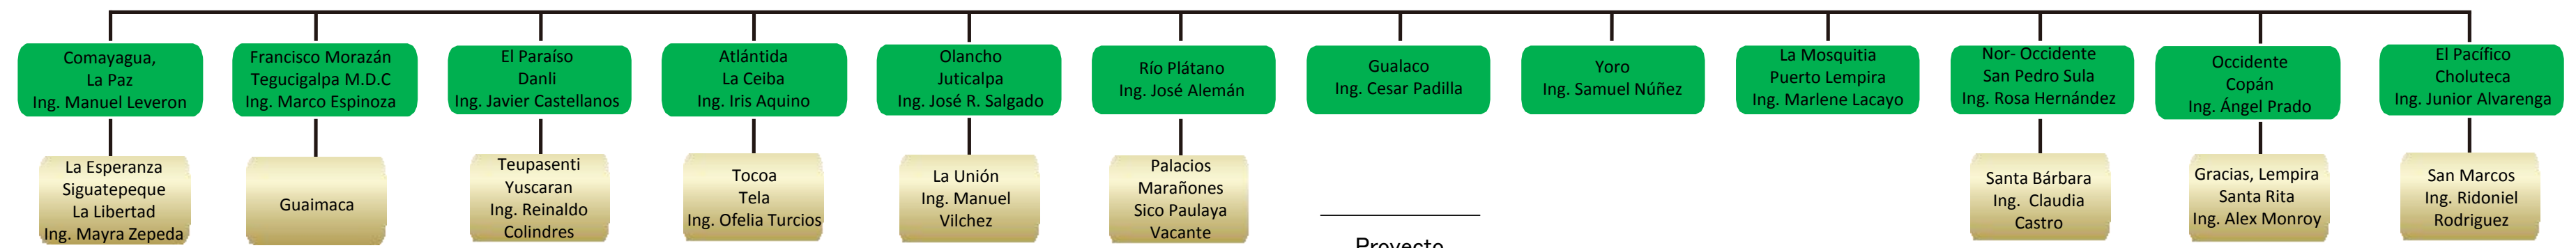 Comayagua,
La Paz
Ing. Manuel Leveron
Francisco Morazán
Tegucigalpa M.D.C
Ing. Marco Espinoza
El Paraíso
Danli
Ing. Javier Castellanos
Atlántida
La Ceiba
Ing. Iris Aquino
Olancho
Juticalpa
Ing. José R. Salgado
Río Plátano
Ing. José Alemán
Gualaco
Ing. Cesar Padilla
Yoro
Ing. Samuel Núñez
La Mosquitia
Puerto Lempira
Ing. Marlene Lacayo
Nor- Occidente
San Pedro Sula
Ing. Rosa Hernández
Occidente
Copán
Ing. Ángel Prado
El Pacífico
Choluteca
Ing. Junior Alvarenga
La Esperanza
Siguatepeque
La Libertad
Ing. Mayra Zepeda
Guaimaca
Teupasenti
Yuscaran
Ing. Reinaldo
Colindres
Tocoa
Tela
Ing. Ofelia Turcios
La Unión
Ing. Manuel
Vilchez
Palacios
Marañones
Sico Paulaya
Vacante
Santa Bárbara
Ing. Claudia
Castro
Gracias, Lempira
Santa Rita
Ing. Alex Monroy
San Marcos
Ing. Ridoniel
Rodriguez
Proyecto